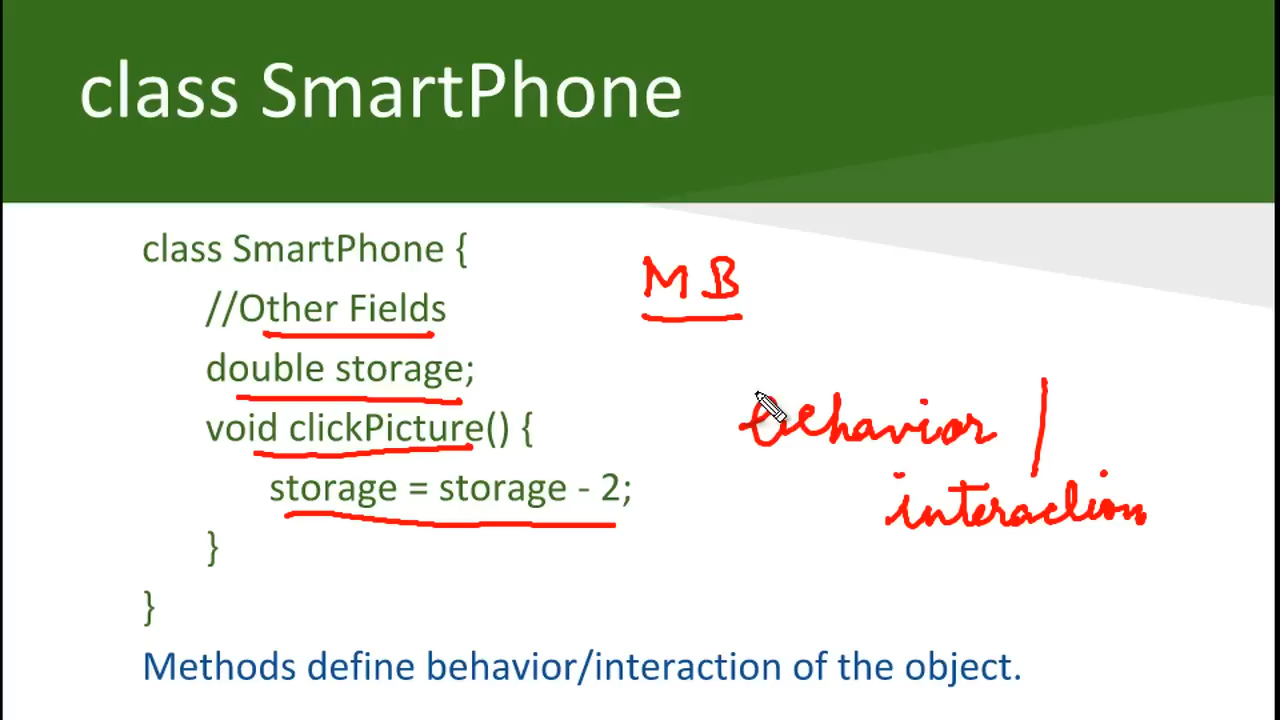 class SmartPhone
class SmartPhone {
//Other Fields
MB
double storage;
void clickPicture() {
behavior /
storage = storage - 2;
interaction
}
}
Methods define behavior/interaction of the object.